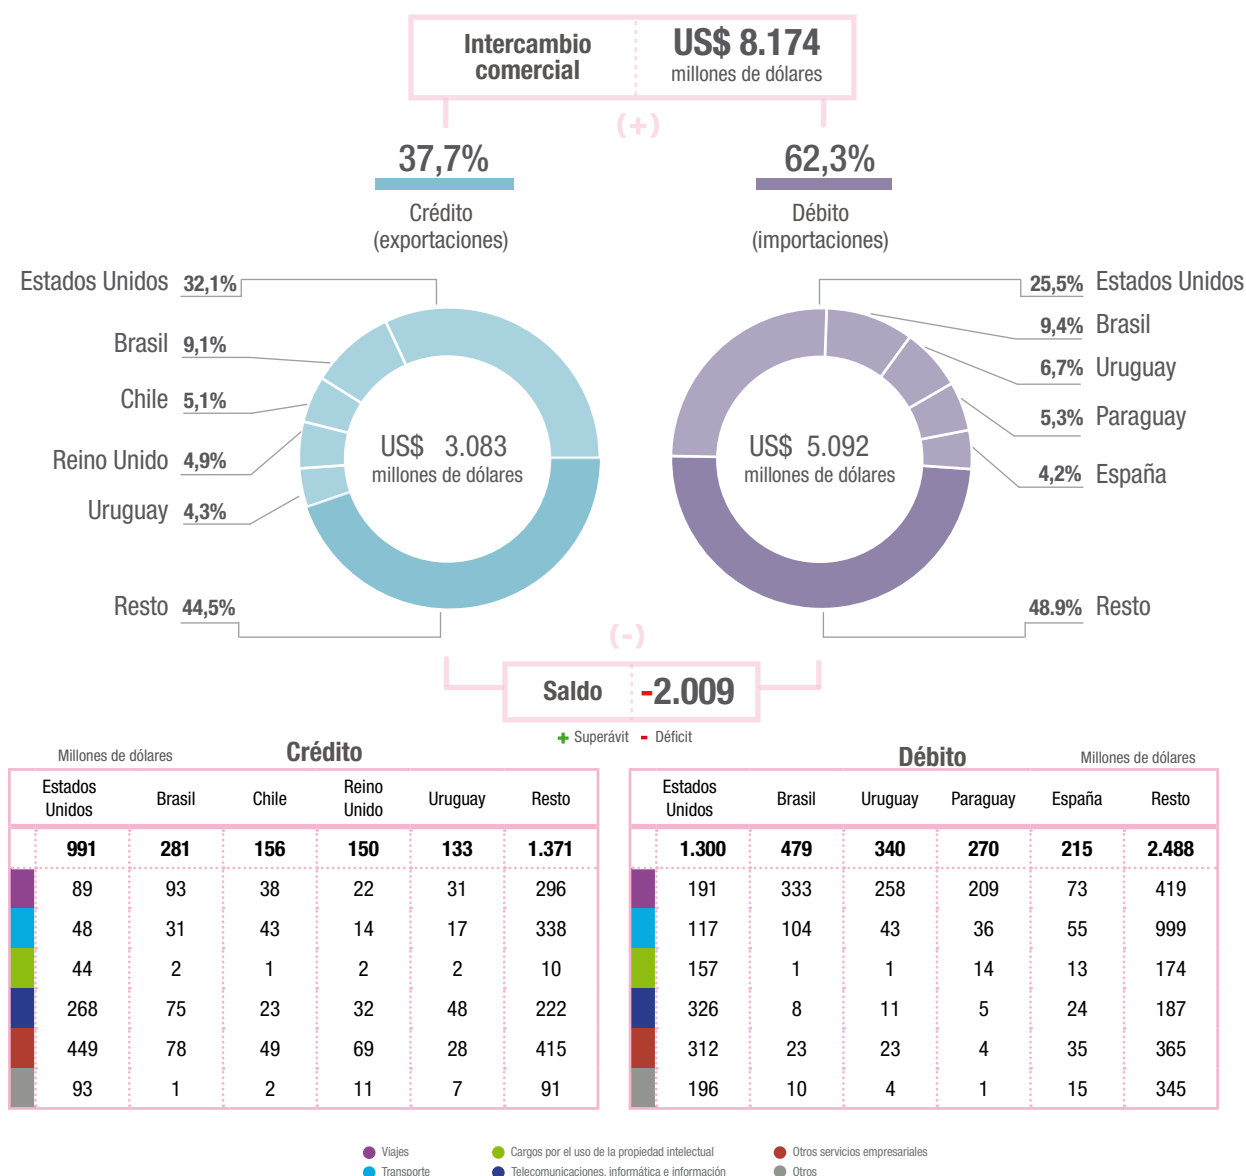 Intercambio
comercial
US$ 8.174
millones de dólares
(+)
37,7%
62,3%
Crédito
(exportaciones)
Débito
(importaciones)
Estados Unidos 32,1%
Brasil 9,1%
Chile 5,1%
Reino Unido 4,9%
Uruguay 4,3%
Resto 44,5%
US$ 3.083
millones de dólares
25,5% Estados Unidos
9,4% Brasil
6,7% Uruguay
5,3% Paraguay
4,2% España
48.9% Resto
US$ 5.092
millones de dólares
(-)
Saldo -2.009
+ Superávit - Déficit
Millones de dólares Crédito
Estados Unidos Brasil Chile Reino Unido Uruguay Resto
991 281 156 150 133 1.371
89 93 38 22 31 296
48 31 43 14 17 338
44 2 1 2 2 10
268 75 23 32 48 222
449 78 49 69 28 415
93 1 2 11 7 91
Débito Millones de dólares
Estados Unidos Brasil Uruguay Paraguay España Resto
1.300 479 340 270 215 2.488
191 333 258 209 73 419
117 104 43 36 55 999
157 1 1 14 13 174
326 8 11 5 24 187
312 23 23 4 35 365
196 10 4 1 15 345
Viajes Cargos por el uso de la propiedad intelectual Otros servicios empresariales
Transporte Telecomunicaciones, informática e información Otros